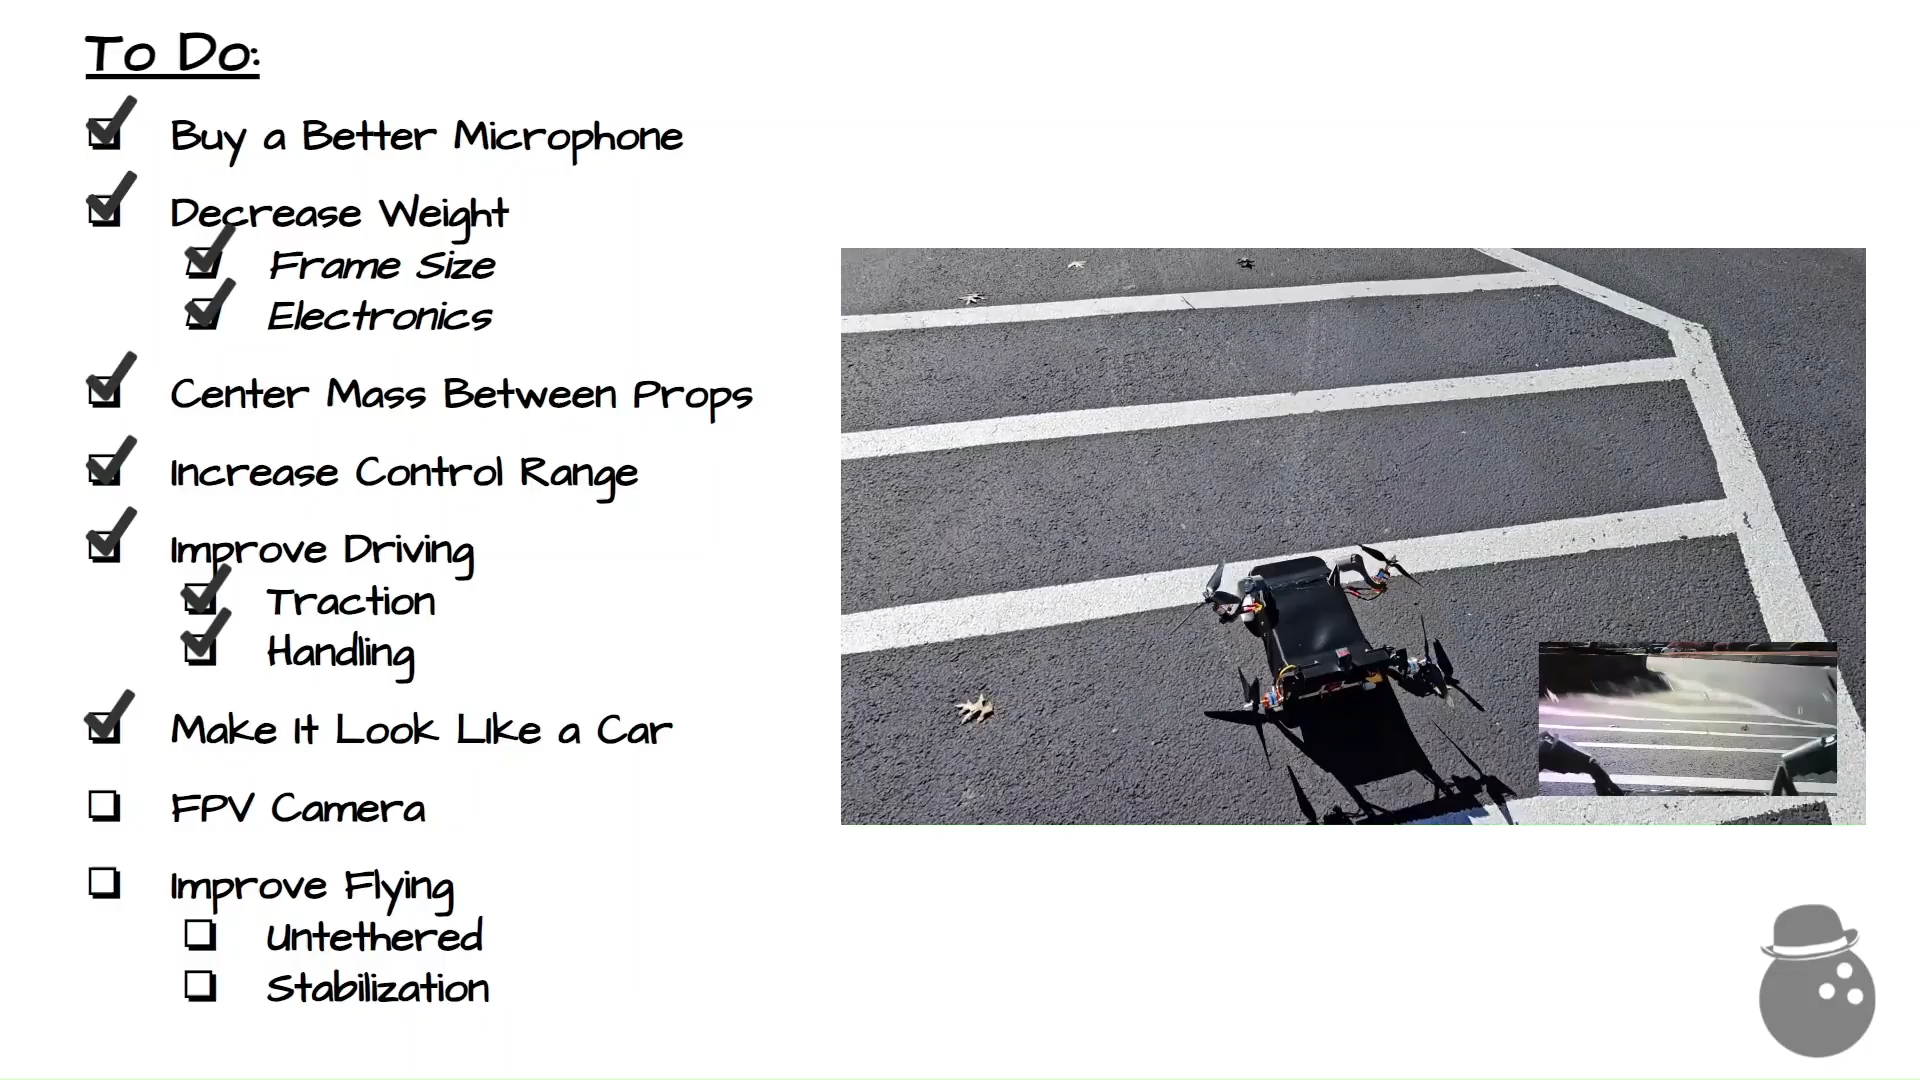 To Do:
Buy a Better Microphone
Decrease Weight
Frame Size
Electronics
Center Mass Between Props
Increase Control Range
Improve Driving
Traction
Handling
Make It Look LIke a Car
FPV Camera
Improve Flying
Untethered
Stabilization